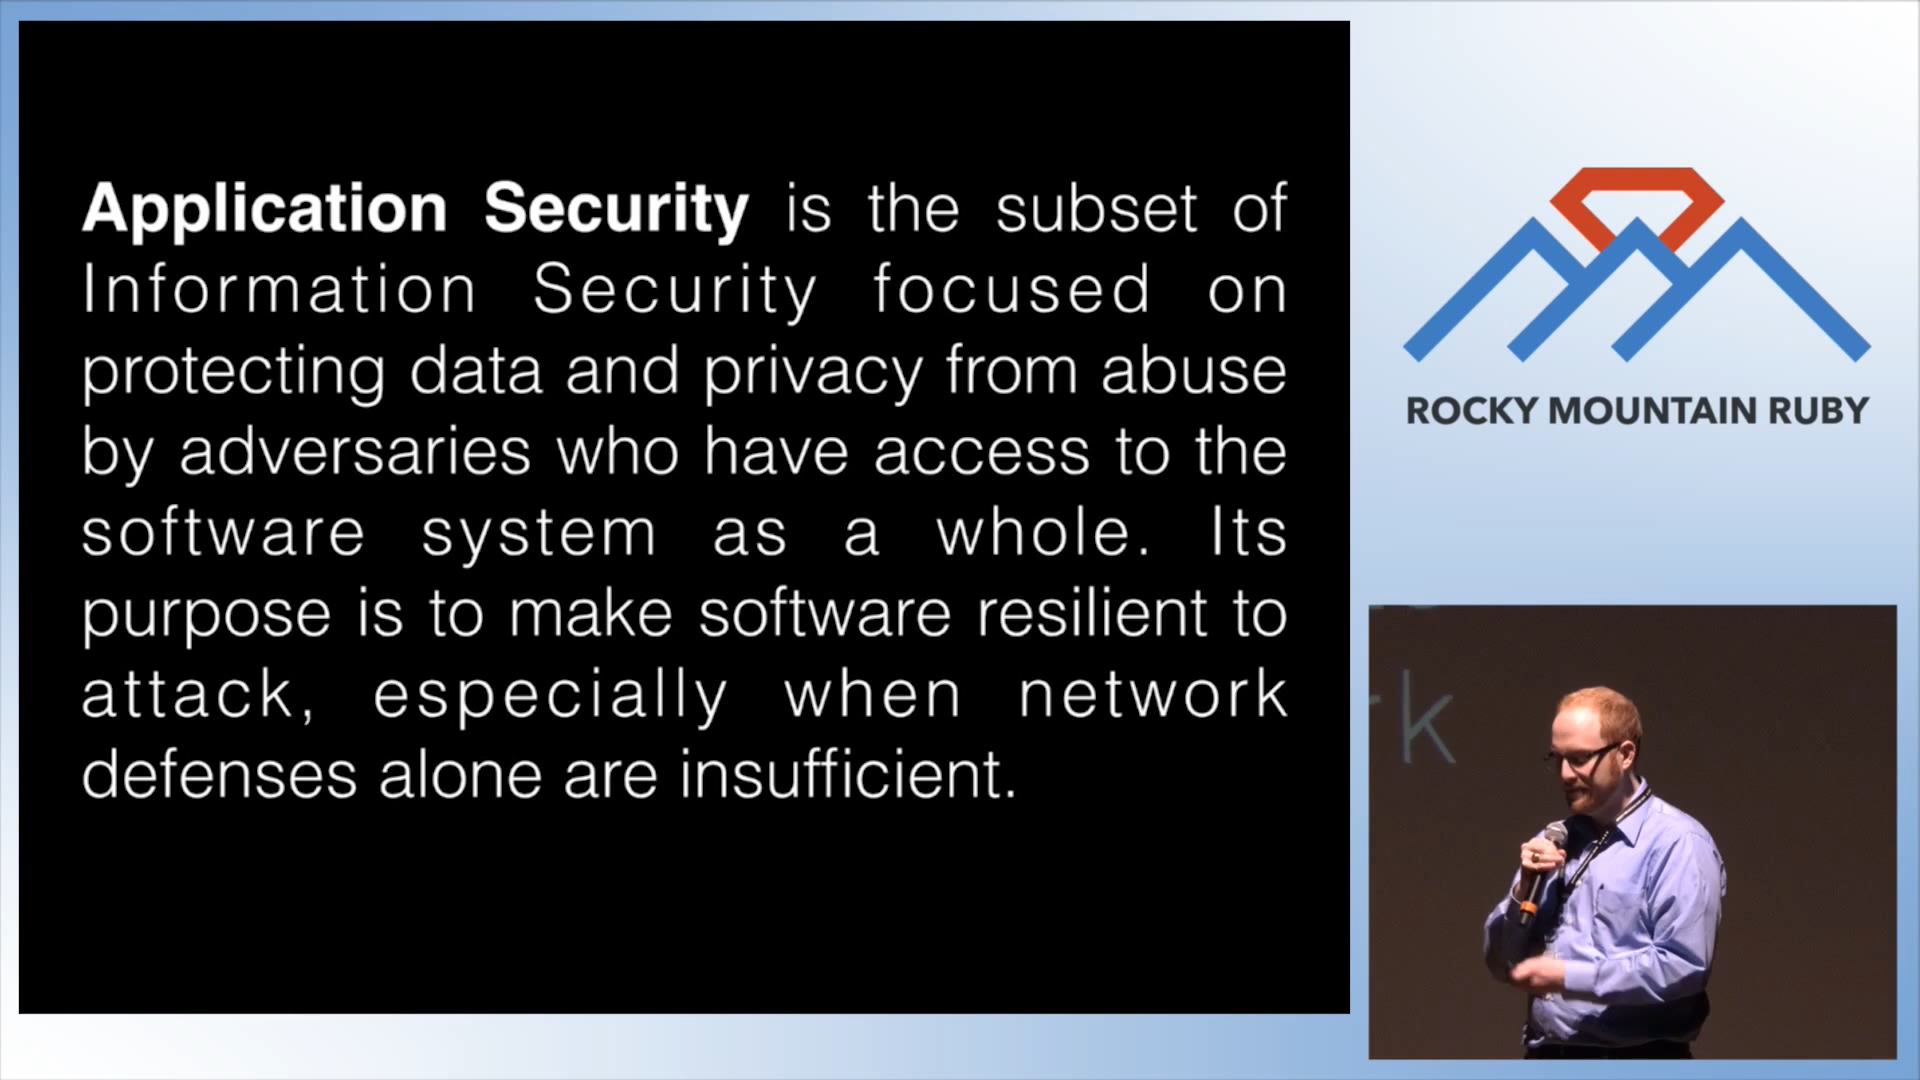 Application Security is the subset of
Information Security focused on
protecting data and privacy from abuse
by adversaries who have access to the
software system as a whole. Its
purpose is to make software resilient to
attack, especially when network
defenses alone are insufficient.
ROCKY MOUNTAIN RUBY
rk